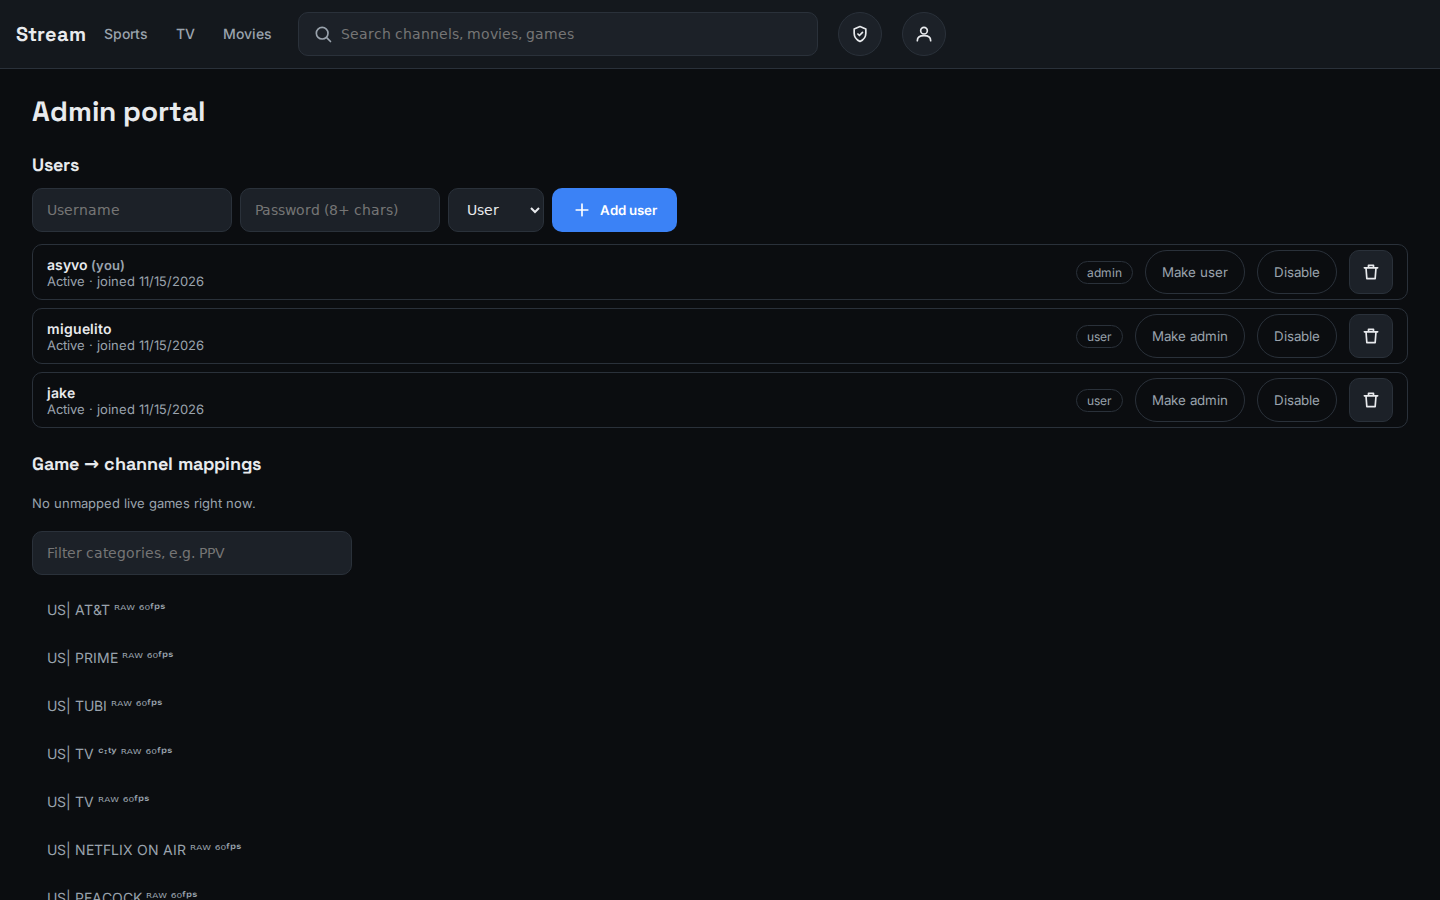 Stream Sports TV Movies Search channels, movies, games
Admin portal
Users
Username Password (8+ chars) User Add user
asyvo (you)
Active · joined 11/15/2026
admin Make user Disable
miguelito
Active · joined 11/15/2026
user Make admin Disable
jake
Active · joined 11/15/2026
user Make admin Disable
Game → channel mappings
No unmapped live games right now.
Filter categories, e.g. PPV
US| AT&T ᴿᴬᵂ ⁶⁰ᶠᵖˢ
US| PRIME ᴿᴬᵂ ⁶⁰ᶠᵖˢ
US| TUBI ᴿᴬᵂ ⁶⁰ᶠᵖˢ
US| TV ᶜᶦᵗʸ ᴿᴬᵂ ⁶⁰ᶠᵖˢ
US| TV ᴿᴬᵂ ⁶⁰ᶠᵖˢ
US| NETFLIX ON AIR ᴿᴬᵂ ⁶⁰ᶠᵖˢ
US| PEACOCK ᴿᴬᵂ ⁶⁰ᶠᵖˢ